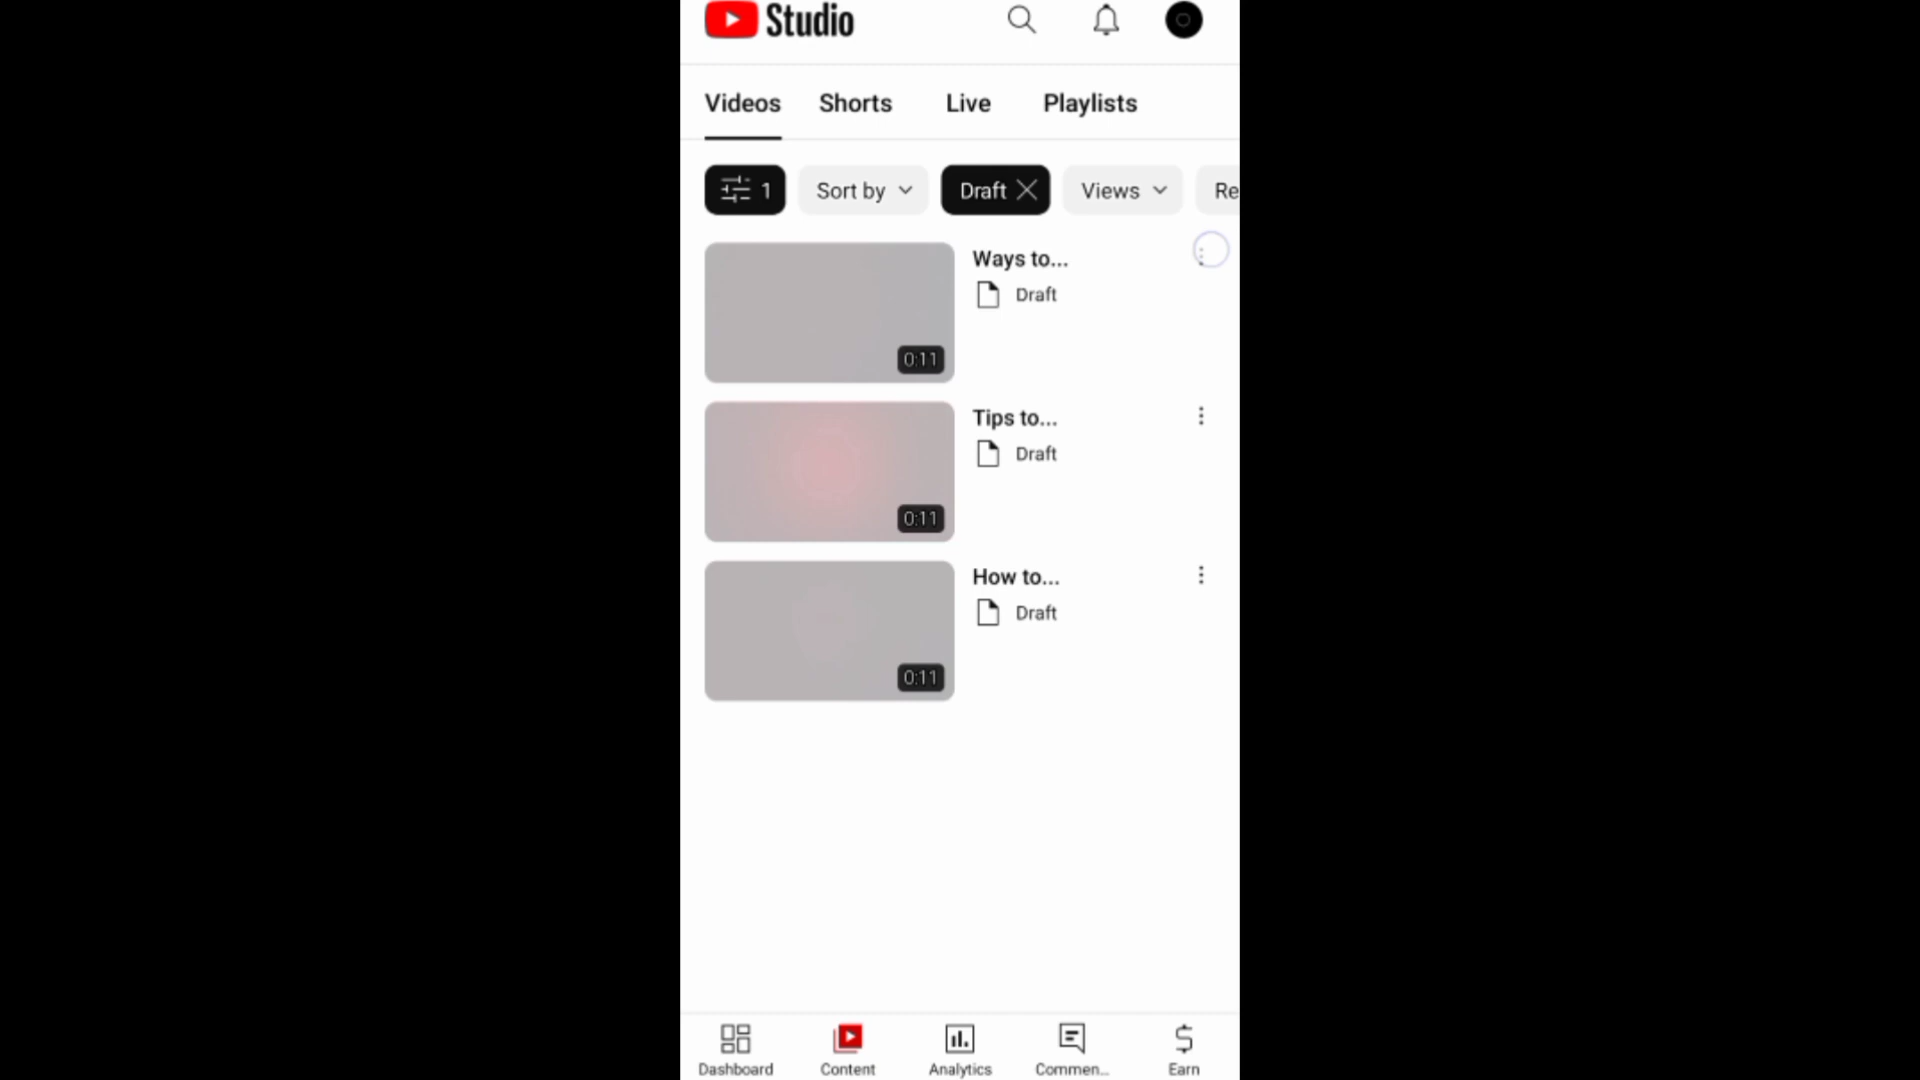 Studio
Videos Shorts Live Playlists
1 Sort by Draft Views Re
Ways to...
Draft
0:11
Tips to...
Draft
0:11
How to...
Draft
0:11
Dashboard Content Analytics Commen... Earn